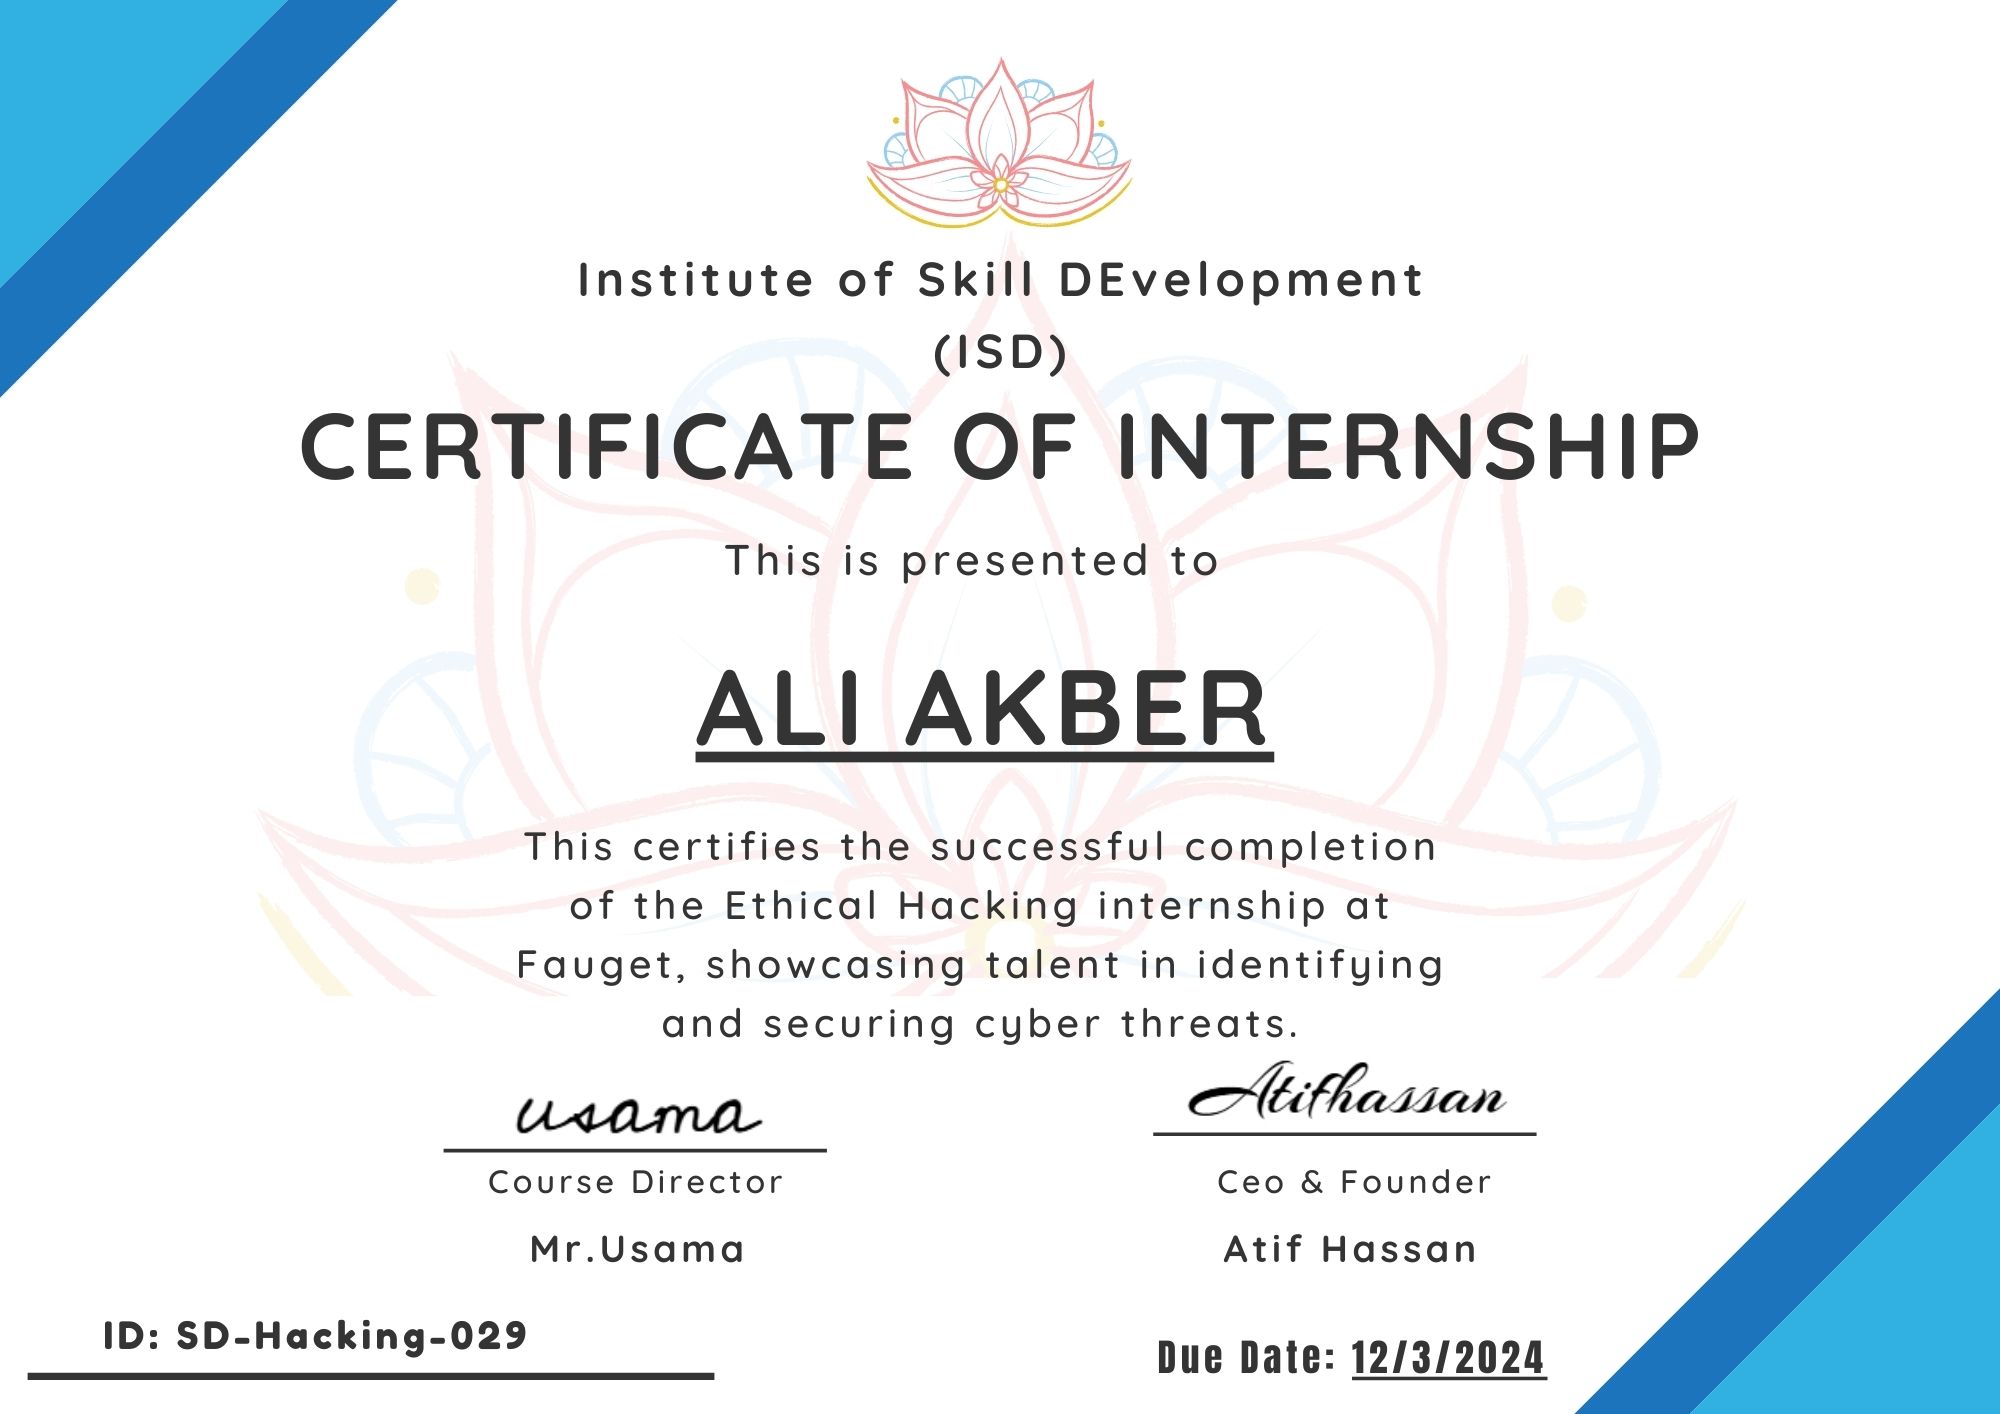 Institute of Skill DEvelopment
(ISD)
CERTIFICATE OF INTERNSHIP
This is presented to
ALI AKBER
This certifies the successful completion
of the Ethical Hacking internship at
Fauget, showcasing talent in identifying
and securing cyber threats.
usama
Atifhassan
Course Director
Ceo & Founder
Mr.Usama
Atif Hassan
ID: SD-Hacking-029
Due Date: 12/3/2024